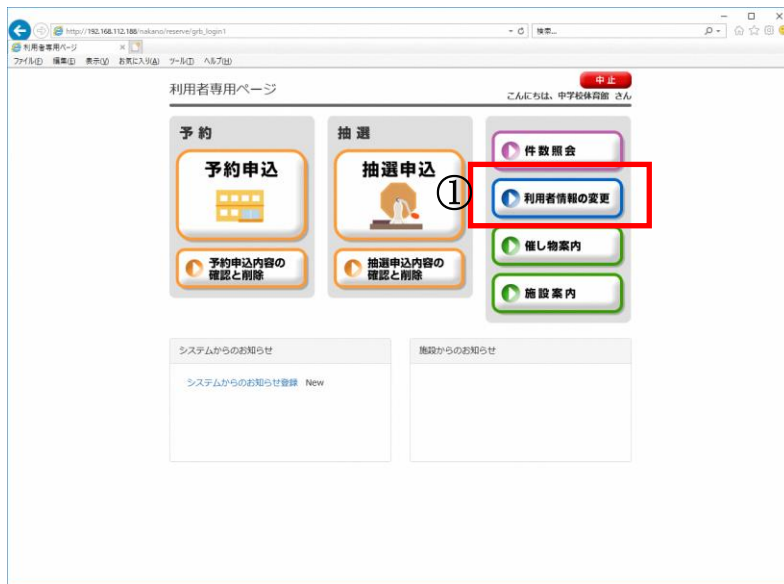 http://192.168.112.188/nakano/reserve/grb_login1
検索...
利用者専用ページ
ファイル(F) 編集(E) 表示(V) お気に入り(A) ツール(T) ヘルプ(H)
利用者専用ページ
中止
こんにちは、中学校体育館 さん
予約
予約申込
予約申込内容の
確認と削除
抽選
抽選申込
抽選申込内容の
確認と削除
件数照会
①
利用者情報の変更
催し物案内
施設案内
システムからのお知らせ
システムからのお知らせ登録 New
施設からのお知らせ